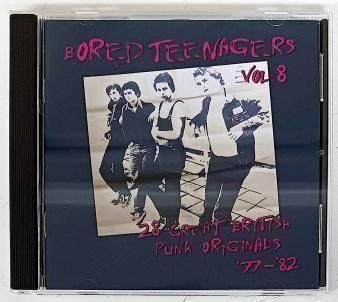 BORED TEENAGERS
VOL.8
28 GREAT BRITISH
PUNK ORIGINALS
'77-'82